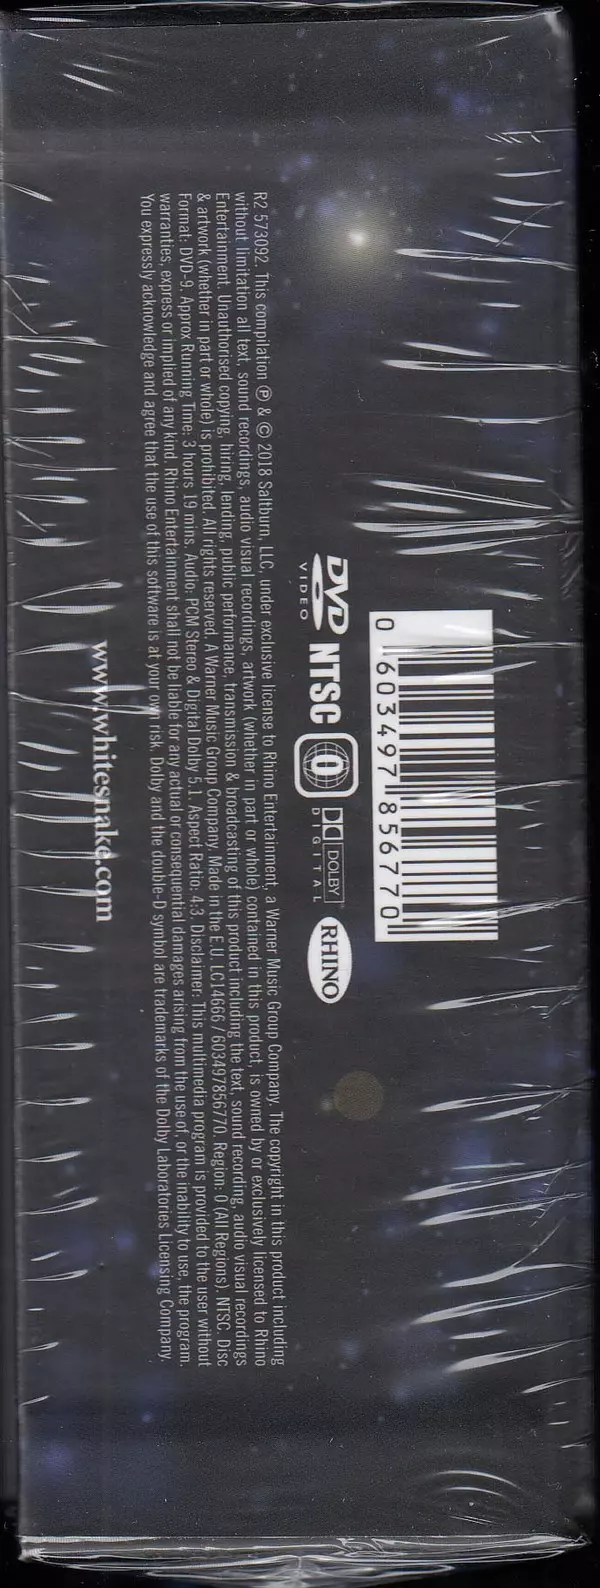 0 603497 856770
DVD VIDEO NTSC 0 DOLBY DIGITAL RHINO
R2 573092. This compilation ℗ & © 2018 Saltburn, LLC, under exclusive license to Rhino Entertainment, a Warner Music Group Company. The copyright in this product including
without limitation all text, sound recordings, audio visual recordings, artwork (whether in part or whole) contained in this product, is owned by or exclusively licensed to Rhino
Entertainment. Unauthorised copying, hiring, lending, public performance, transmission & broadcasting of this product including the text, sound recording, audio visual recordings
& artwork (whether in part or whole) is prohibited. All rights reserved. A Warner Music Group Company. Made in the E.U. LC14666 / 603497856770. Region: 0 (All Regions). NTSC. Disc
Format: DVD-9. Approx Running Time: 3 hours 19 mins. Audio: PCM Stereo & Digital Dolby 5.1. Aspect Ratio: 4:3. Disclaimer: This multimedia program is provided to the user without
warranties, express or implied of any kind. Rhino Entertainment shall not be liable for any actual or consequential damages arising from the use of, or the inability to use, the program.
You expressly acknowledge and agree that the use of this software is at your own risk. Dolby and the double-D symbol are trademarks of the Dolby Laboratories Licensing Company.
www.whitesnake.com